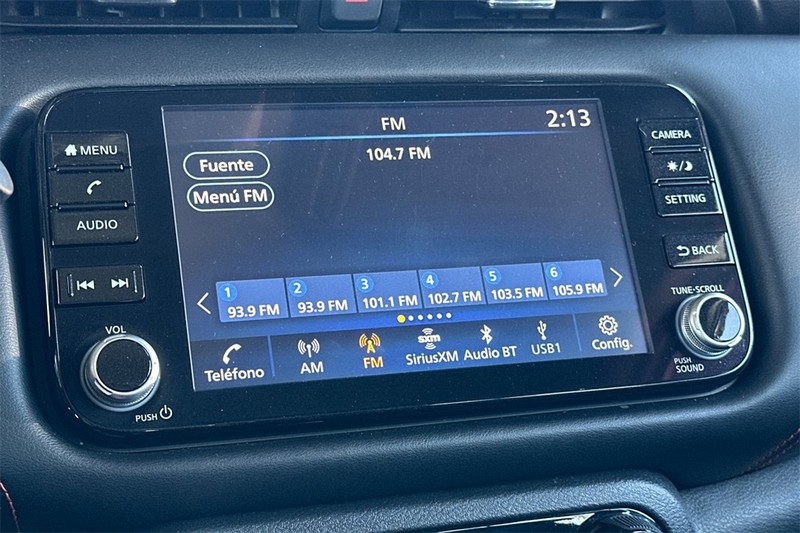 FM
2:13
104.7 FM
Fuente
Menú FM
1
93.9 FM
2
93.9 FM
3
101.1 FM
4
102.7 FM
5
103.5 FM
6
105.9 FM
Teléfono
AM
FM
sxm
SiriusXM
Audio BT
USB1
Config.
MENU
AUDIO
VOL
PUSH
CAMERA
SETTING
BACK
TUNE·SCROLL
PUSH
SOUND